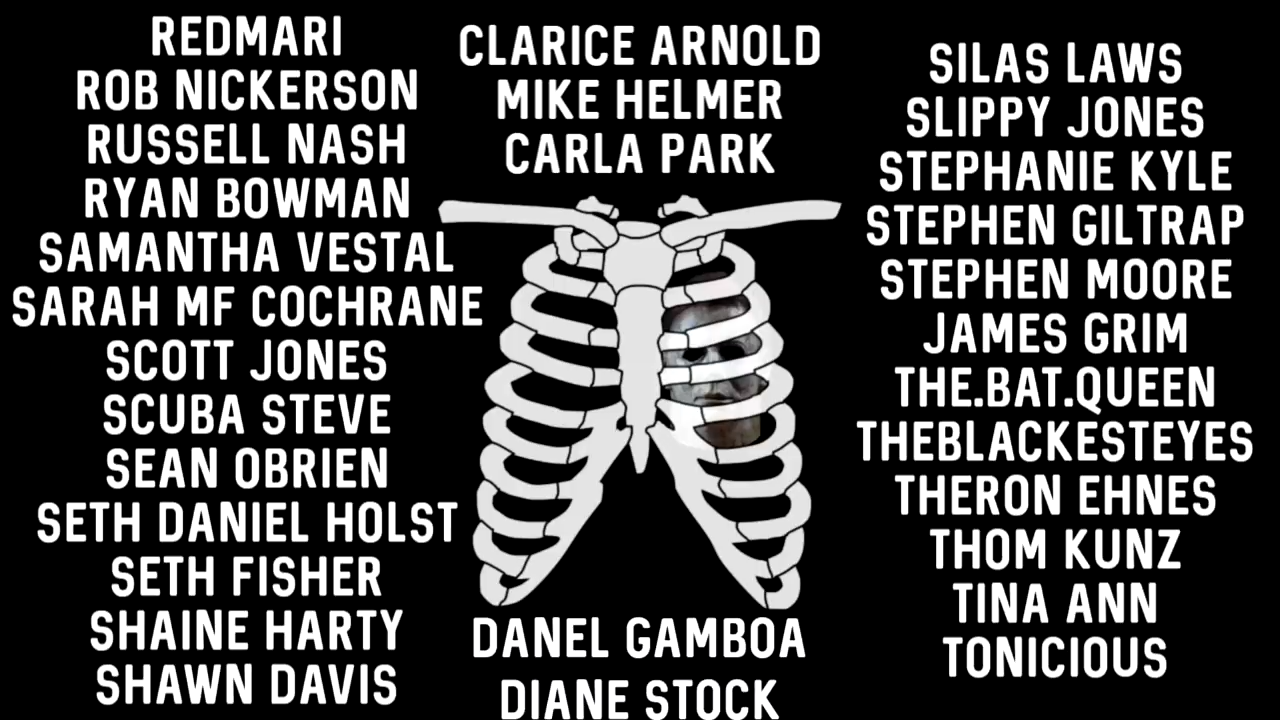 REDMARI
ROB NICKERSON
RUSSELL NASH
RYAN BOWMAN
SAMANTHA VESTAL
SARAH MF COCHRANE
SCOTT JONES
SCUBA STEVE
SEAN OBRIEN
SETH DANIEL HOLST
SETH FISHER
SHAINE HARTY
SHAWN DAVIS
CLARICE ARNOLD
MIKE HELMER
CARLA PARK
DANEL GAMBOA
DIANE STOCK
SILAS LAWS
SLIPPY JONES
STEPHANIE KYLE
STEPHEN GILTRAP
STEPHEN MOORE
JAMES GRIM
THE.BAT.QUEEN
THEBLACKESTEYES
THERON EHNES
THOM KUNZ
TINA ANN
TONICIOUS